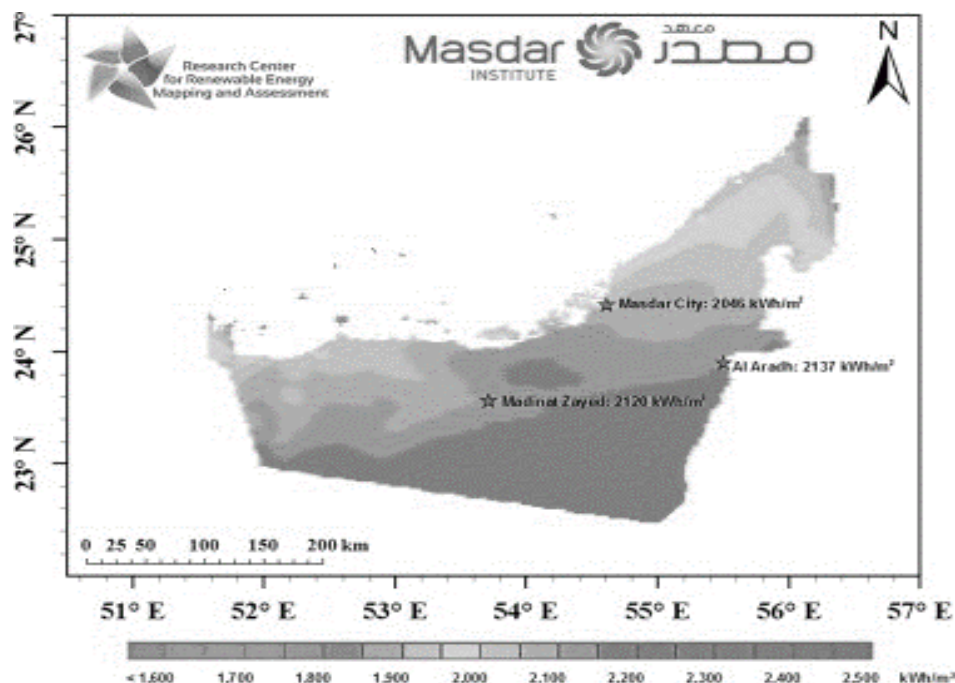 27°
26° N
25° N
24° N
23° N
Research Center
for Renewable Energy
Mapping and Assessment
Masdar
INSTITUTE
معهد
مصدر
N
Masdar City: 2046 kWh/m²
Al Aradh: 2137 kWh/m²
Madinat Zayed: 2120 kWh/m²
0 25 50 100 150 200 km
51° E 52° E 53° E 54° E 55° E 56° E 57° E
<1,600 1,700 1,800 1,900 2,000 2,100 2,200 2,300 2,400 2,500 kWh/m²